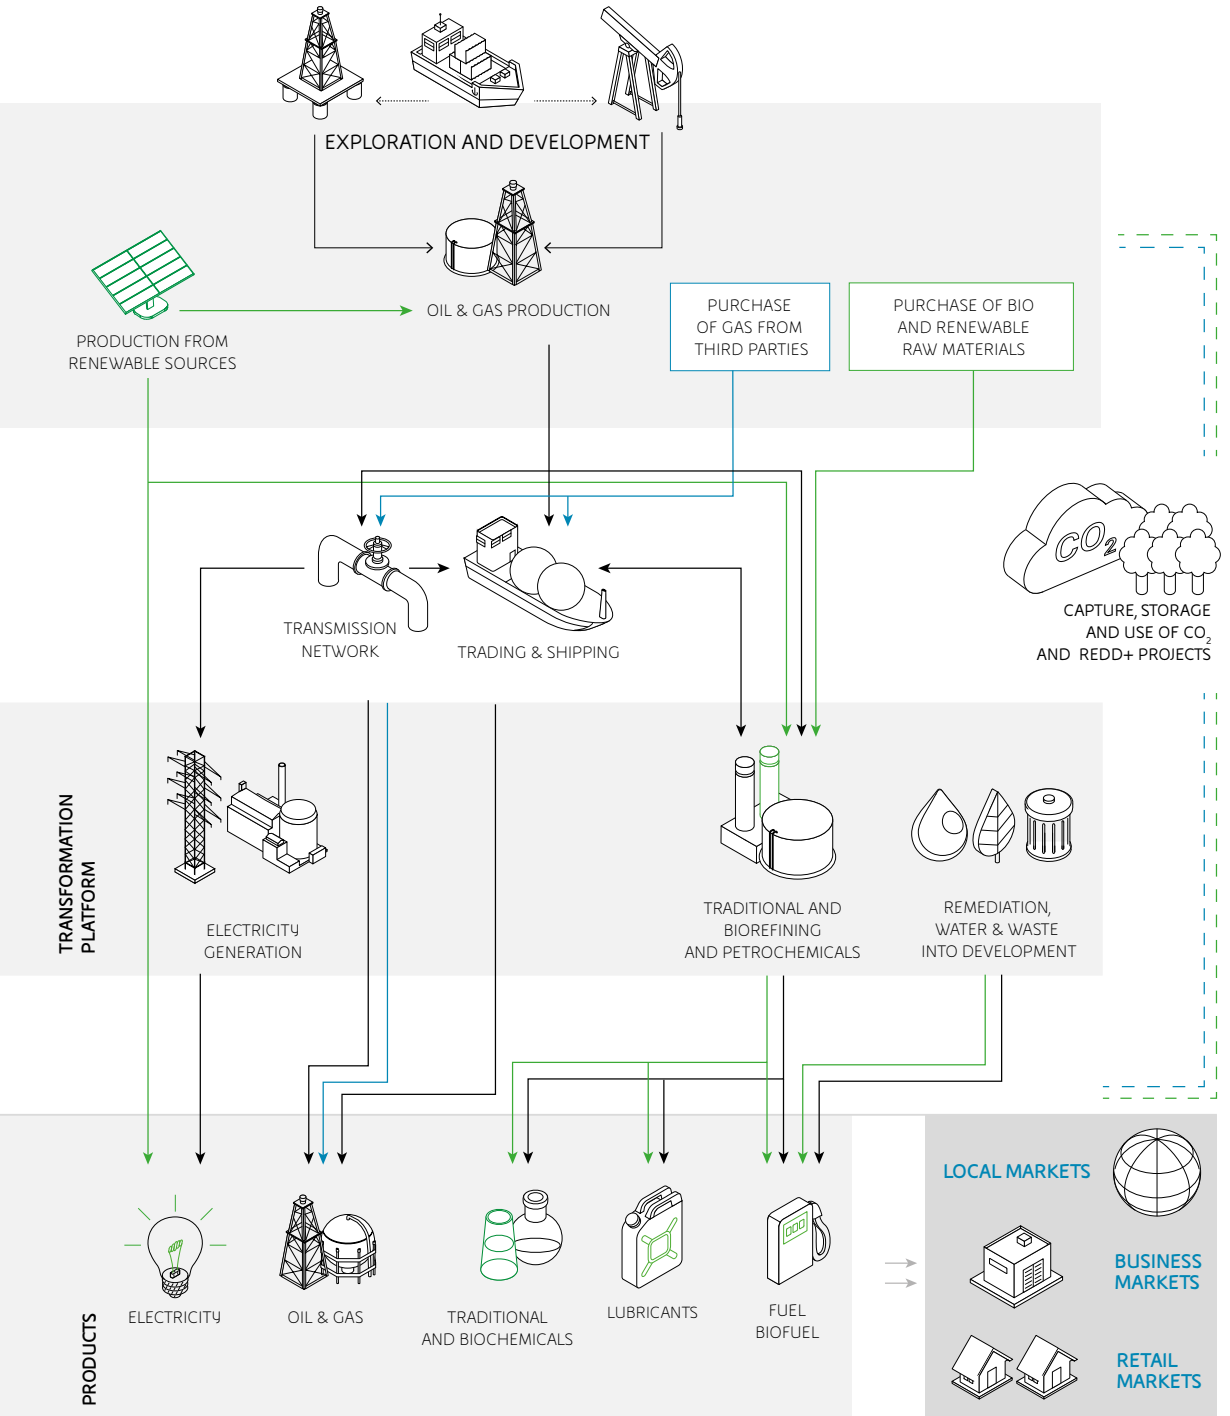 EXPLORATION AND DEVELOPMENT
OIL & GAS PRODUCTION
PRODUCTION FROM
RENEWABLE SOURCES
PURCHASE
OF GAS FROM
THIRD PARTIES
PURCHASE OF BIO
AND RENEWABLE
RAW MATERIALS
CO2
CAPTURE, STORAGE
AND USE OF CO2
AND REDD+ PROJECTS
TRANSMISSION
NETWORK
TRADING & SHIPPING
TRANSFORMATION
PLATFORM
ELECTRICITY
GENERATION
TRADITIONAL AND
BIOREFINING
AND PETROCHEMICALS
REMEDIATION,
WATER & WASTE
INTO DEVELOPMENT
PRODUCTS
ELECTRICITY
OIL & GAS
TRADITIONAL
AND BIOCHEMICALS
LUBRICANTS
FUEL
BIOFUEL
LOCAL MARKETS
BUSINESS
MARKETS
RETAIL
MARKETS